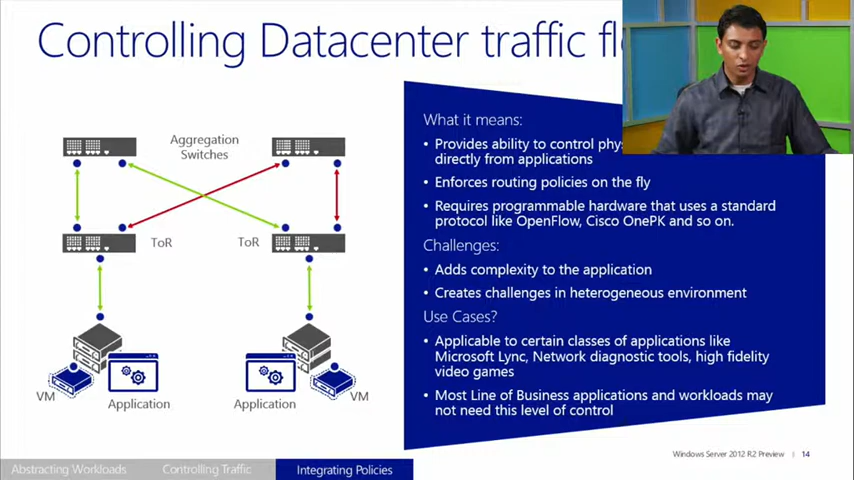 Controlling Datacenter traffic
Aggregation
Switches
ToR
ToR
VM
Application
Application
VM
What it means:
• Provides ability to control
directly from applications
• Enforces routing policies on the fly
• Requires programmable hardware that uses a standard
protocol like OpenFlow, Cisco OnePK and so on.
Challenges:
• Adds complexity to the application
• Creates challenges in heterogeneous environment
Use Cases?
• Applicable to certain classes of applications like
Microsoft Lync, Network diagnostic tools, high fidelity
video games
• Most Line of Business applications and workloads may
not need this level of control
Windows Server 2012 R2 Preview | 14
Abstracting Workloads
Controlling Traffic
Integrating Policies